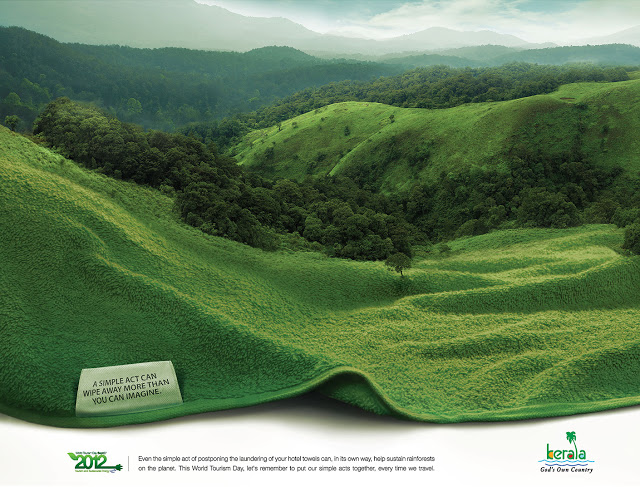 A SIMPLE ACT CAN
WIPE AWAY MORE THAN
YOU CAN IMAGINE.
2012
Even the simple act of postponing the laundering of your hotel towels can, in its own way, help sustain rainforests
on the planet. This World Tourism Day, let's remember to put our simple acts together, every time we travel.
kerala
God's Own Country